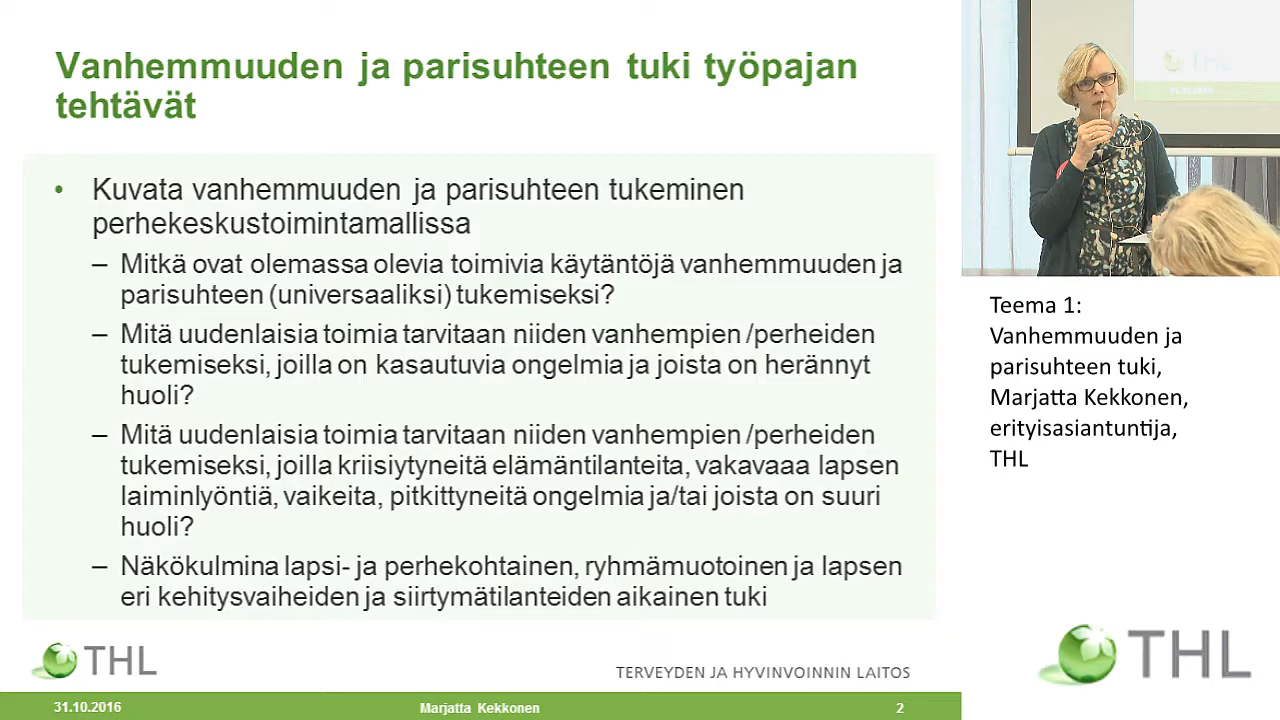 Vanhemmuuden ja parisuhteen tuki työpajan
tehtävät
• Kuvata vanhemmuuden ja parisuhteen tukeminen
perhekeskustoimintamallissa
– Mitkä ovat olemassa olevia toimivia käytäntöjä vanhemmuuden ja
parisuhteen (universaaliksi) tukemiseksi?
– Mitä uudenlaisia toimia tarvitaan niiden vanhempien /perheiden
tukemiseksi, joilla on kasautuvia ongelmia ja joista on herännyt
huoli?
– Mitä uudenlaisia toimia tarvitaan niiden vanhempien /perheiden
tukemiseksi, joilla kriisiytyneitä elämäntilanteita, vakavaaa lapsen
laiminlyöntiä, vaikeita, pitkittyneitä ongelmia ja/tai joista on suuri
huoli?
– Näkökulmina lapsi- ja perhekohtainen, ryhmämuotoinen ja lapsen
eri kehitysvaiheiden ja siirtymätilanteiden aikainen tuki
THL
TERVEYDEN JA HYVINVOINNIN LAITOS
31.10.2016
Marjatta Kekkonen
2
THL
Teema 1:
Vanhemmuuden ja
parisuhteen tuki,
Marjatta Kekkonen,
erityisasiantuntija,
THL
THL